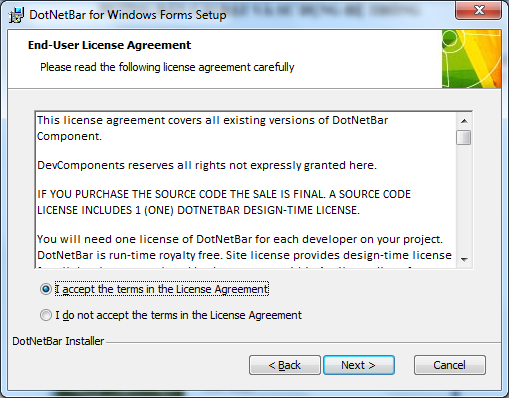 DotNetBar for Windows Forms Setup
End-User License Agreement
Please read the following license agreement carefully
This license agreement covers all existing versions of DotNetBar
Component.
DevComponents reserves all rights not expressly granted here.
IF YOU PURCHASE THE SOURCE CODE THE SALE IS FINAL. A SOURCE CODE
LICENSE INCLUDES 1 (ONE) DOTNETBAR DESIGN-TIME LICENSE.
You will need one license of DotNetBar for each developer on your project.
DotNetBar is run-time royalty free. Site license provides design-time license
I accept the terms in the License Agreement
I do not accept the terms in the License Agreement
DotNetBar Installer
< Back
Next >
Cancel